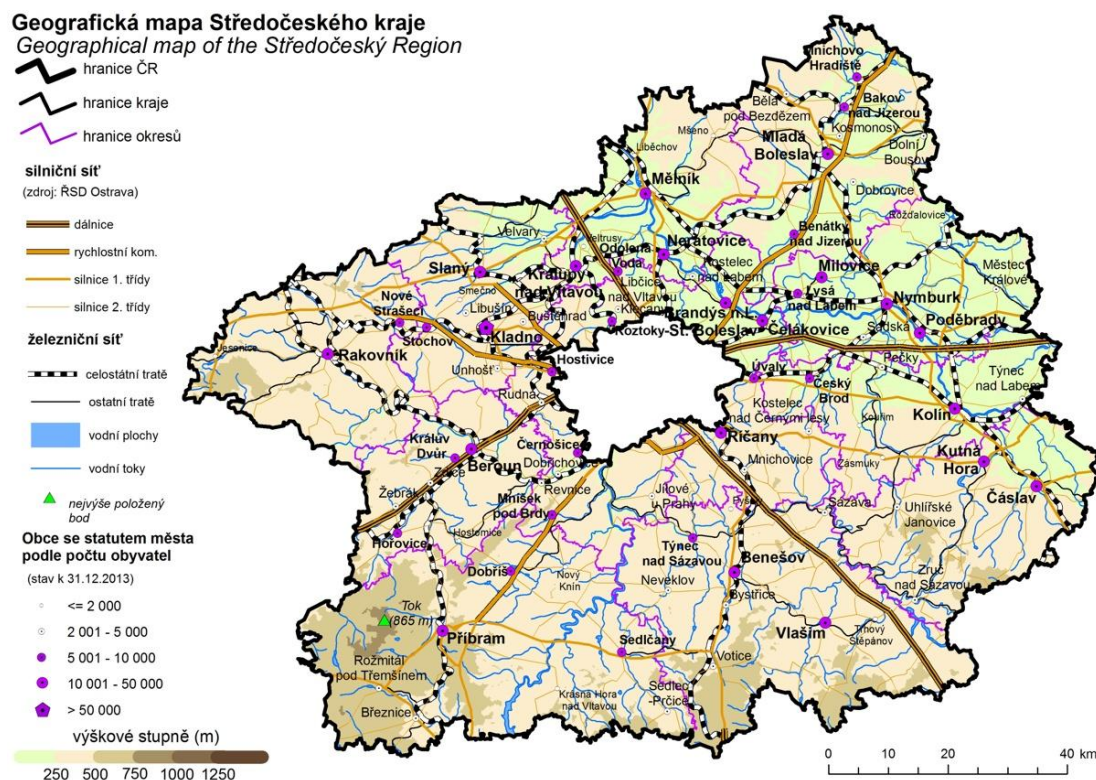 Geografická mapa Středočeského kraje
Geographical map of the Středočeský Region
hranice ČR
hranice kraje
hranice okresů
silniční síť
(zdroj: ŘSD Ostrava)
dálnice
rychlostní kom.
silnice 1. třídy
silnice 2. třídy
železniční síť
celostátní tratě
ostatní tratě
vodní plochy
vodní toky
nejvýše položený
bod
Obce se statutem města
podle počtu obyvatel
(stav k 31.12.2013)
<= 2 000
2 001 - 5 000
5 001 - 10 000
10 001 - 50 000
> 50 000
výškové stupně (m)
250 500 750 1000 1250
Hradiště
Bělá
pod Bezdězem
Bakov
nad Jizerou
Kosmonosy
Mšeno
Liběchov
Mladá
Boleslav
Dolní
Bousov
Mělník
Dobrovice
Rožďalovice
Velvary
Veltrusy
Odolena
Voda
Neratovice
Benátky
nad Jizerou
Slaný
Kralupy
nad Vltavou
Kostelec
nad Labem
Milovice
Městec
Králové
Smečno
Libčice
nad Vltavou
Lysá
nad Labem
Nové
Strašecí
Libušín
Buštěhrad
Klecany
Brandýs n.L.
-St. Boleslav
Nymburk
Stochov
Kladno
Roztoky
Čelákovice
Sadská
Poděbrady
Jesenice
Rakovník
Hostivice
Pečky
Unhošť
Úvaly
Český
Brod
Týnec
nad Labem
Rudná
Kostelec
nad Černými lesy
Kouřim
Kolín
Králův
Dvůr
Černošice
Říčany
Kutná
Hora
Beroun
Dobřichovice
Mnichovice
Zásmuky
Zdice
Žebrák
Řevnice
Jílové
u Prahy
Čáslav
Mníšek
pod Brdy
Sázava
Uhlířské
Janovice
Hostomice
Hořovice
Týnec
nad Sázavou
Benešov
Zruč
nad Sázavou
Dobříš
Nový
Knín
Neveklov
Bystřice
Tok
(865 m)
Příbram
Vlašim
Trhový
Štěpánov
Sedlčany
Votice
Rožmitál
pod Třemšínem
Krásná Hora
nad Vltavou
Sedlec
-Prčice
Březnice
0 10 20 40 km